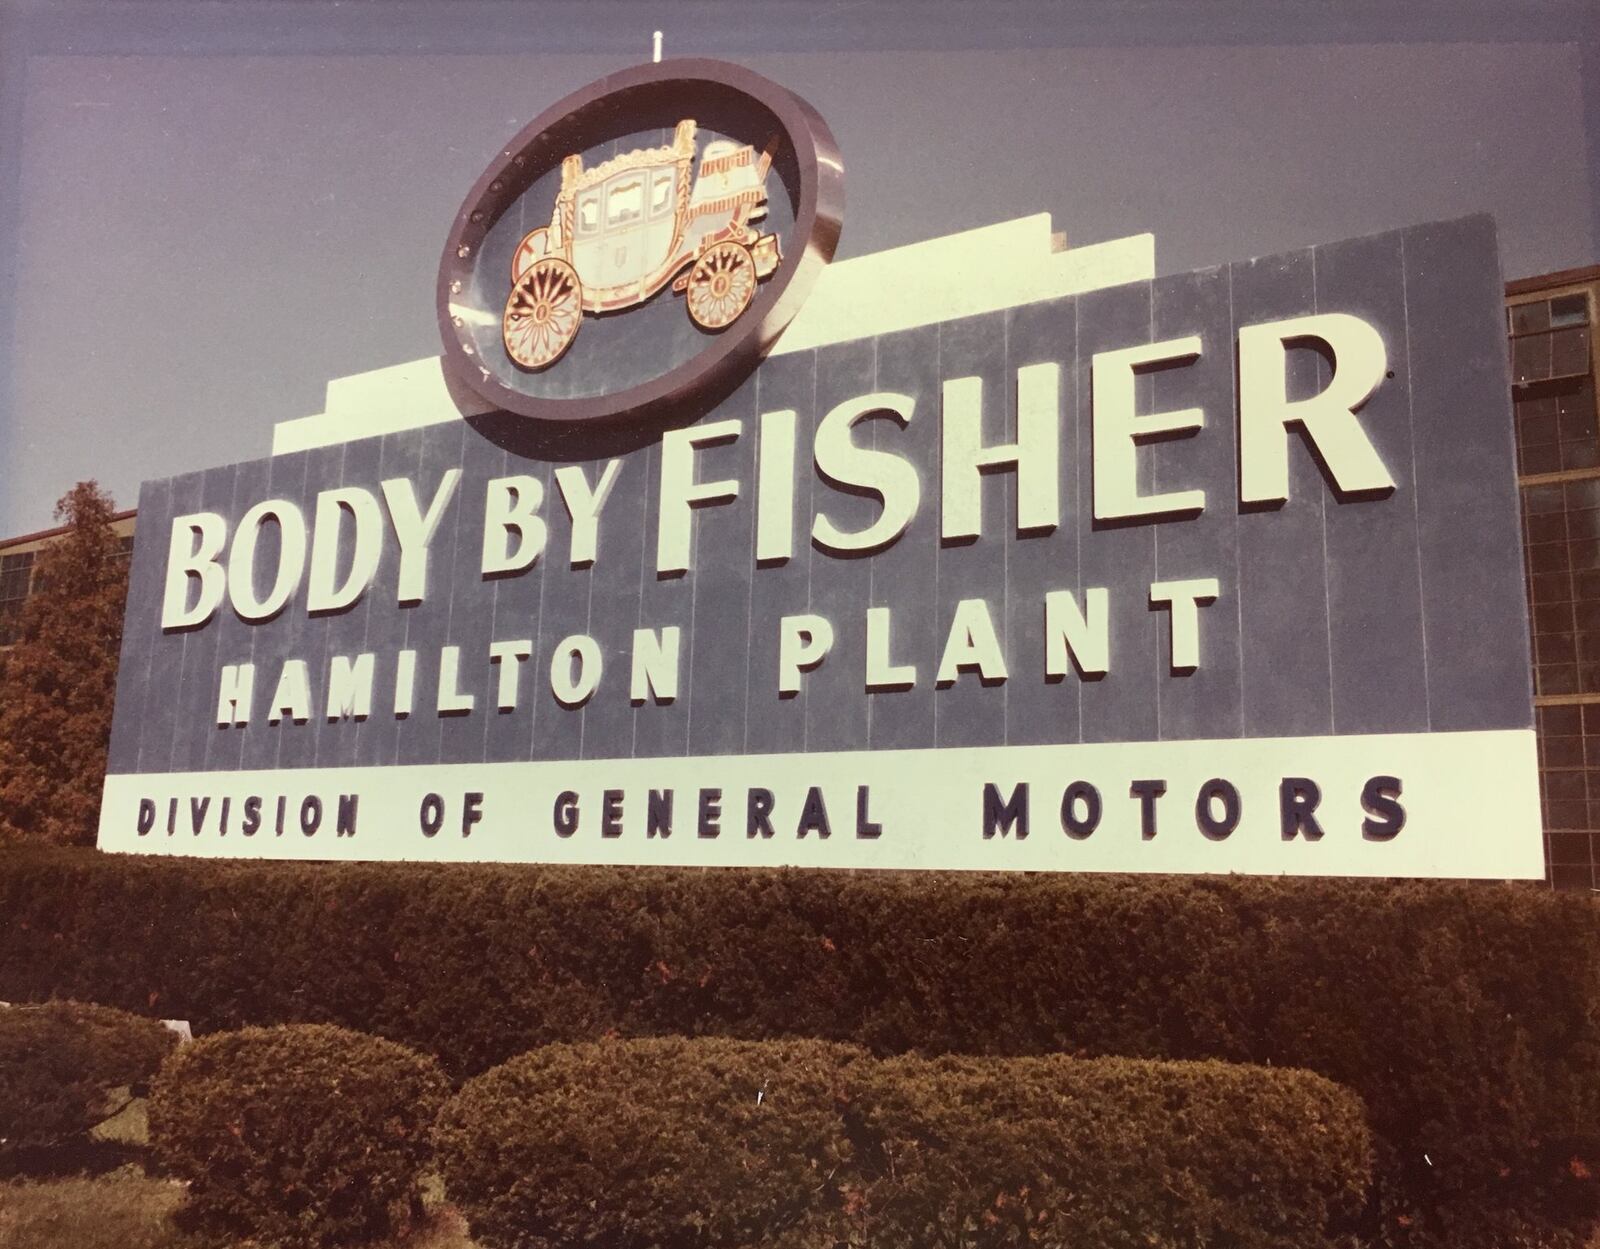 BODY BY FISHER
HAMILTON PLANT
DIVISION OF GENERAL MOTORS